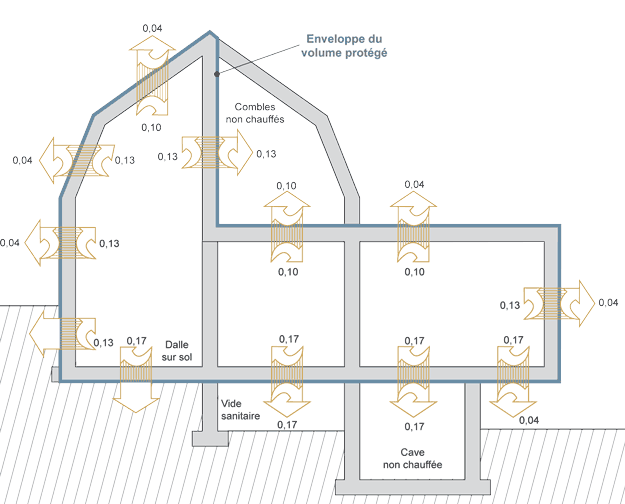 0,04
Enveloppe du
volume protégé
Combles
non chauffés
0,10
0,04
0,13
0,13
0,13
0,10
0,04
0,04
0,13
0,10
0,10
0,13
0,04
0,13
0,17
Dalle
sur sol
0,17
0,17
0,17
Vide
sanitaire
0,17
0,17
0,04
Cave
non chauffée